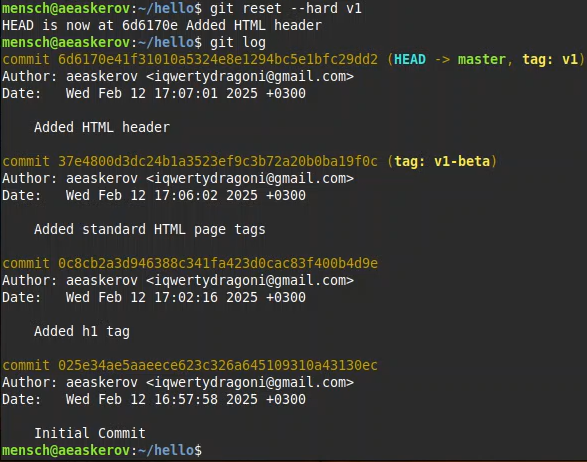 mensch@aeaskerov:~/hello$ git reset --hard v1
HEAD is now at 6d6170e Added HTML header
mensch@aeaskerov:~/hello$ git log
commit 6d6170e41f31010a5324e8e1294bc5e1bfc29dd2 (HEAD -> master, tag: v1)
Author: aeaskerov <iqwertydragoni@gmail.com>
Date:   Wed Feb 12 17:07:01 2025 +0300
    Added HTML header
commit 37e4800d3dc24b1a3523ef9c3b72a20b0ba19f0c (tag: v1-beta)
Author: aeaskerov <iqwertydragoni@gmail.com>
Date:   Wed Feb 12 17:06:02 2025 +0300
    Added standard HTML page tags
commit 0c8cb2a3d946388c341fa423d0cac83f400b4d9e
Author: aeaskerov <iqwertydragoni@gmail.com>
Date:   Wed Feb 12 17:02:16 2025 +0300
    Added h1 tag
commit 025e34ae5aaeece623c326a645109310a43130ec
Author: aeaskerov <iqwertydragoni@gmail.com>
Date:   Wed Feb 12 16:57:58 2025 +0300
    Initial Commit
mensch@aeaskerov:~/hello$